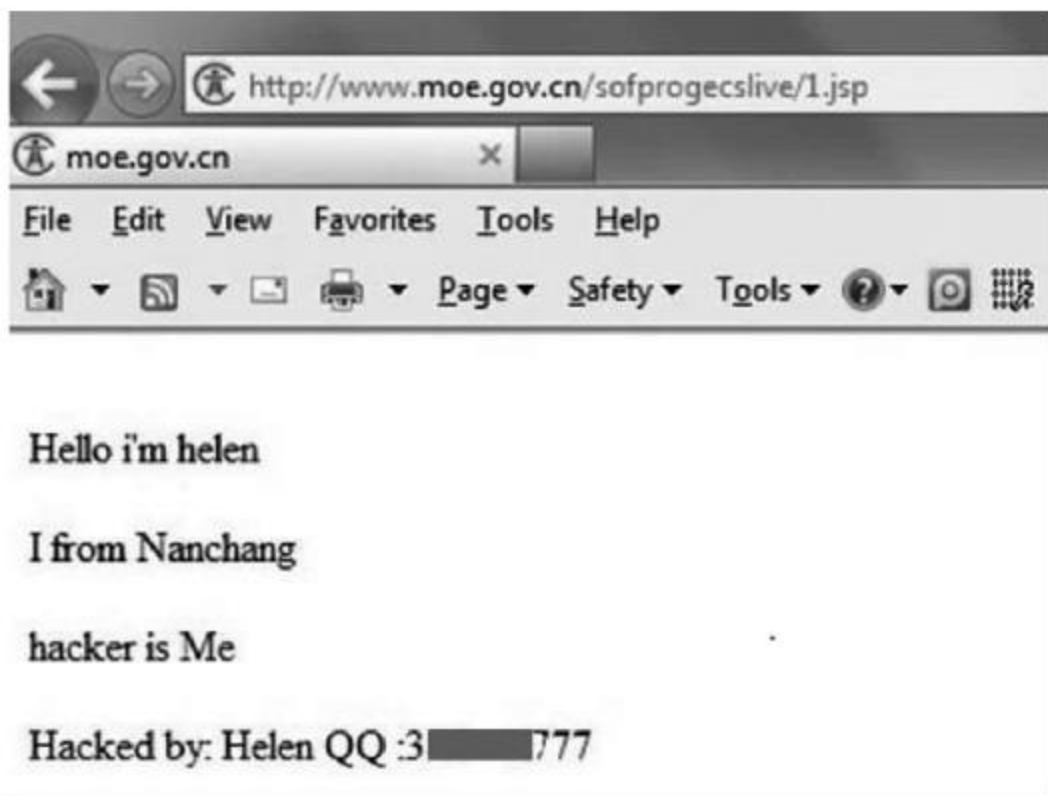 http://www.moe.gov.cn/sofprogecslive/1.jsp
moe.gov.cn
File Edit View Favorites Tools Help
Page Safety Tools
Hello i'm helen
I from Nanchang
hacker is Me
Hacked by: Helen QQ :3 777